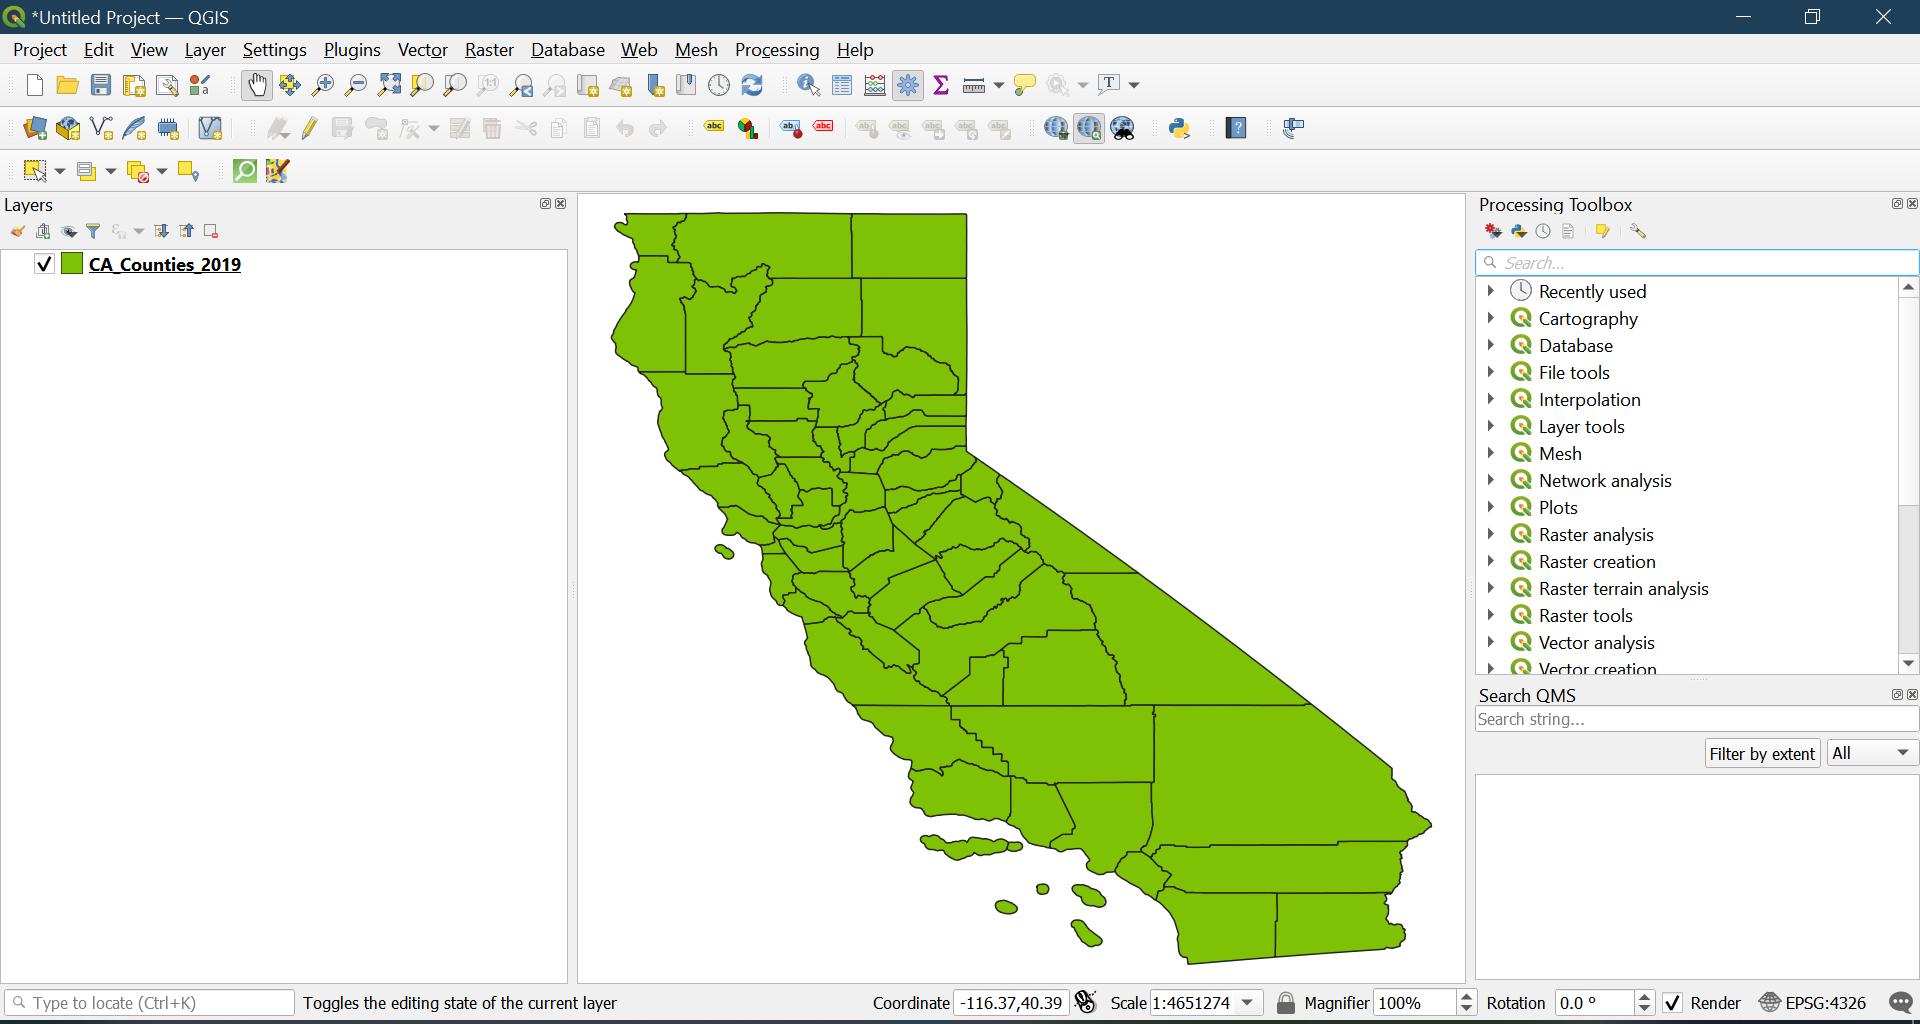 *Untitled Project — QGIS
Project Edit View Layer Settings Plugins Vector Raster Database Web Mesh Processing Help
Layers
CA_Counties_2019
Processing Toolbox
Search...
Recently used
Cartography
Database
File tools
Interpolation
Layer tools
Mesh
Network analysis
Plots
Raster analysis
Raster creation
Raster terrain analysis
Raster tools
Vector analysis
Vector creation
Search QMS
Search string...
Filter by extent All
Type to locate (Ctrl+K) Toggles the editing state of the current layer Coordinate -116.37,40.39 Scale 1:4651274 Magnifier 100% Rotation 0.0 ° Render EPSG:4326